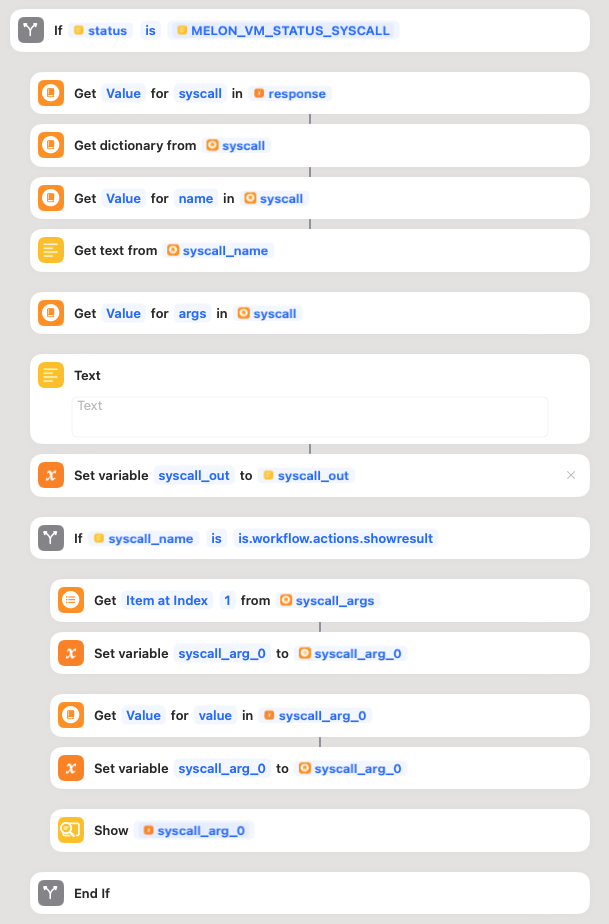 If status is MELON_VM_STATUS_SYSCALL
Get Value for syscall in response
Get dictionary from syscall
Get Value for name in syscall
Get text from syscall_name
Get Value for args in syscall
Text
Text
Set variable syscall_out to syscall_out
If syscall_name is is.workflow.actions.showresult
Get Item at Index 1 from syscall_args
Set variable syscall_arg_0 to syscall_arg_0
Get Value for value in syscall_arg_0
Set variable syscall_arg_0 to syscall_arg_0
Show syscall_arg_0
End If